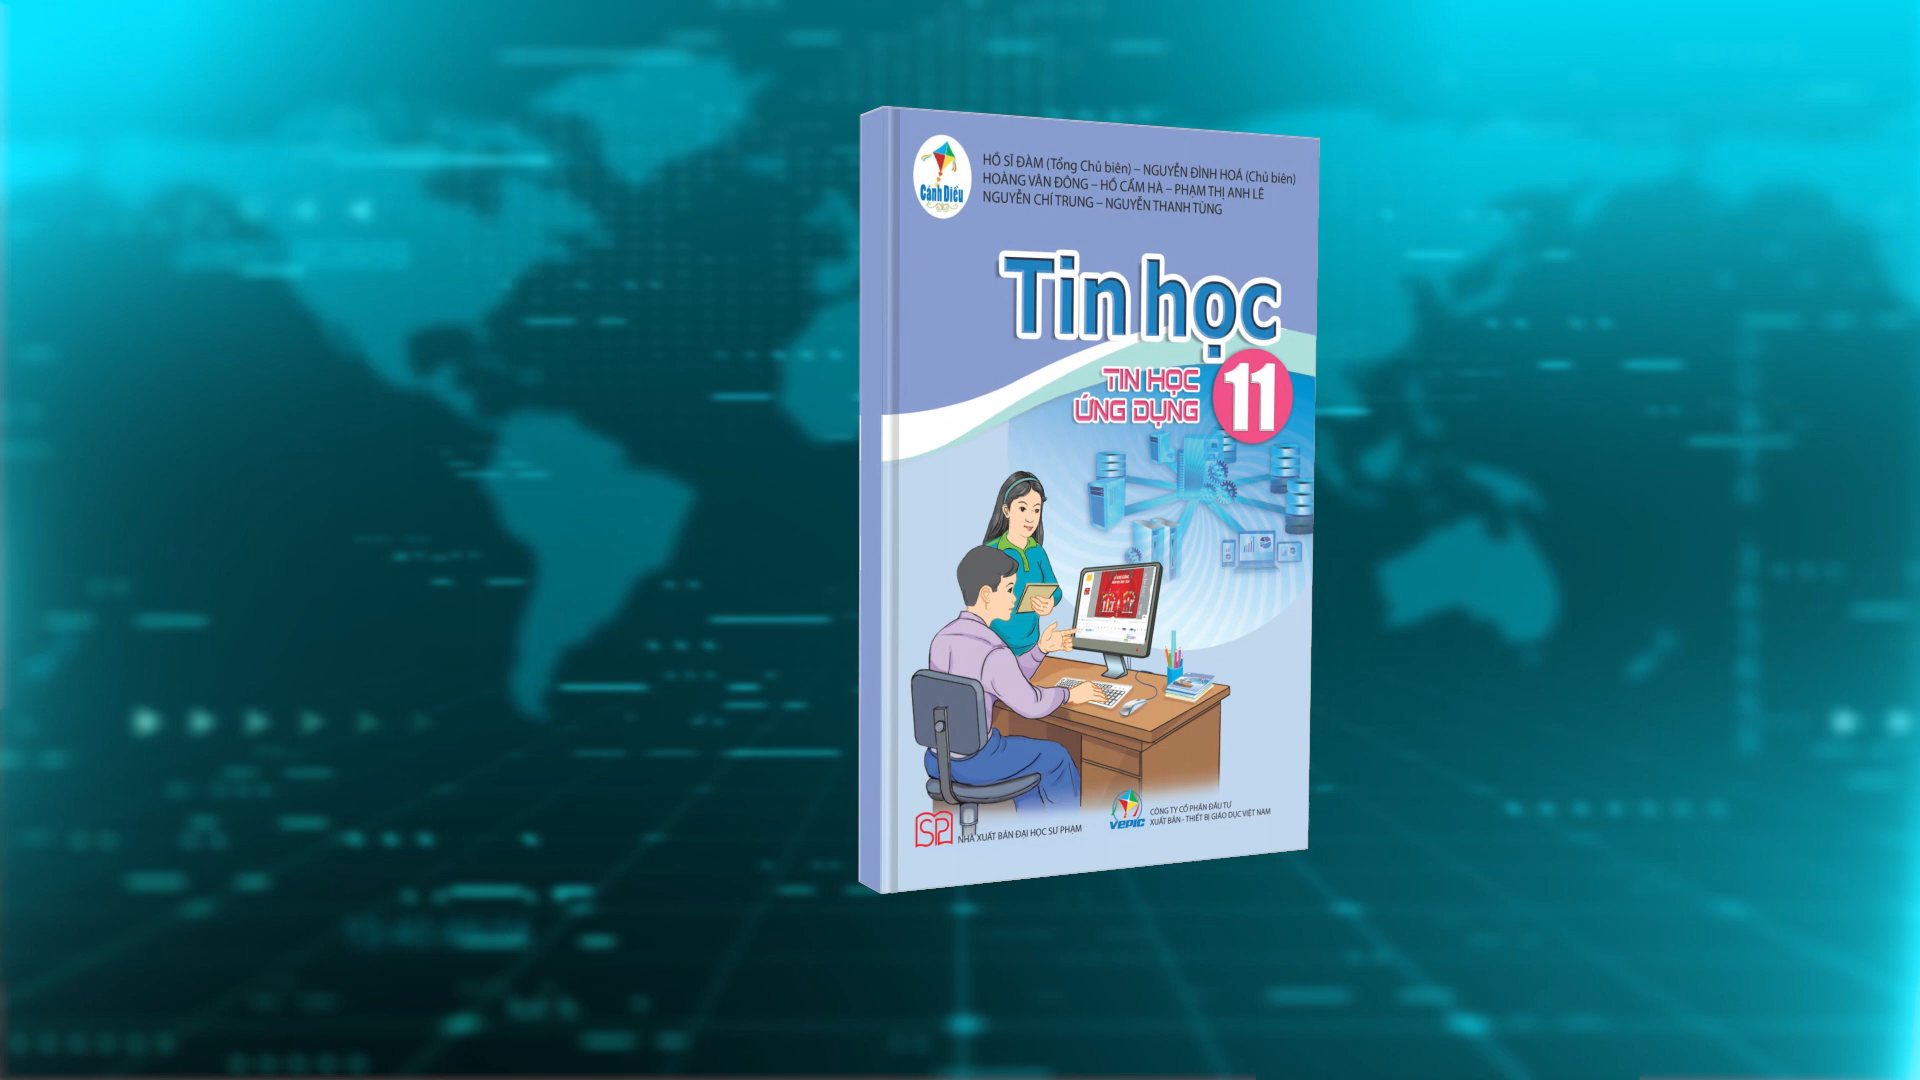 Cánh Diều
HỒ SĨ ĐÀM (Tổng Chủ biên) – NGUYỄN ĐÌNH HOÁ (Chủ biên)
HOÀNG VÂN ĐÔNG – HỒ CẨM HÀ – PHẠM THỊ ANH LÊ
NGUYỄN CHÍ TRUNG – NGUYỄN THANH TÙNG
Tin học
TIN HỌC
ỨNG DỤNG
11
SP
NHÀ XUẤT BẢN ĐẠI HỌC SƯ PHẠM
VEPIC
CÔNG TY CỔ PHẦN ĐẦU TƯ
XUẤT BẢN - THIẾT BỊ GIÁO DỤC VIỆT NAM